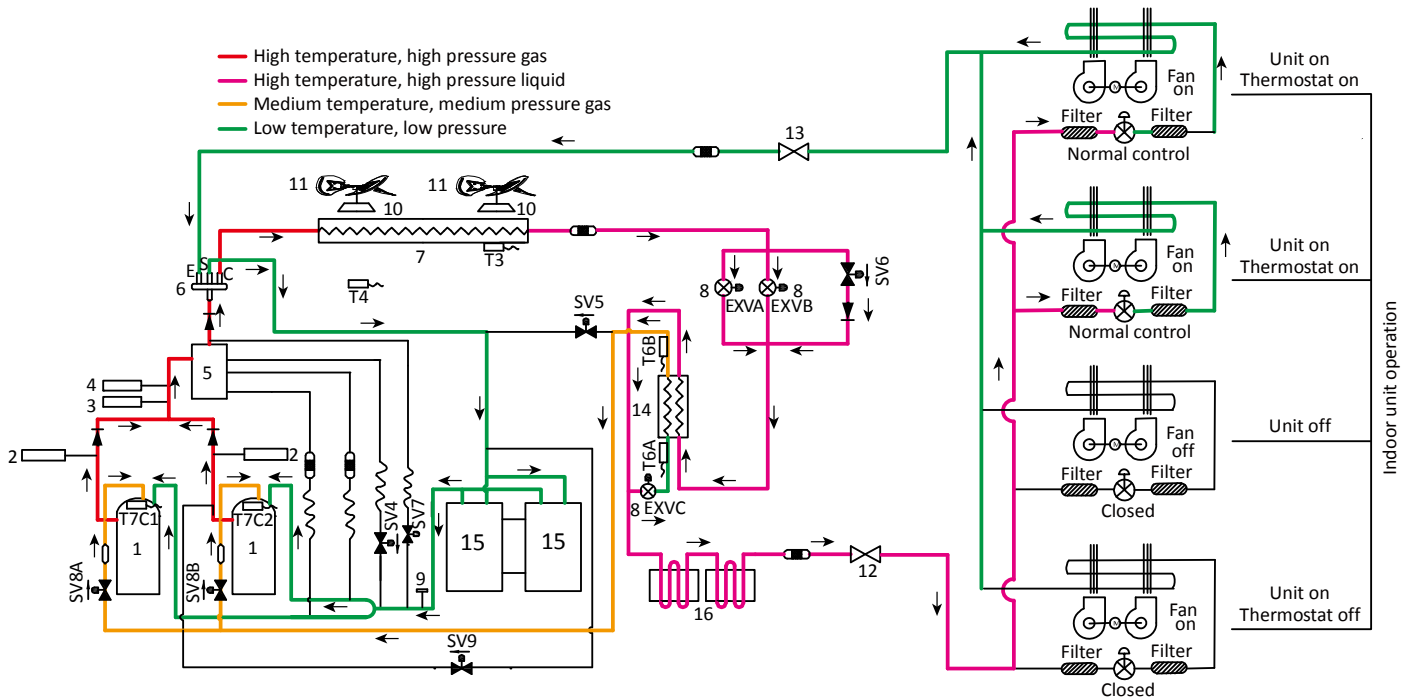 High temperature, high pressure gas
High temperature, high pressure liquid
Medium temperature, medium pressure gas
Low temperature, low pressure
13
11
11
10
10
7
T3
T4
E
S
C
6
5
4
3
2
2
T7C1
T7C2
1
1
SV8A
SV8B
SV4
SV7
9
SV9
15
15
SV5
T6B
14
T6A
8
EXVC
8
EXVA
8
EXVB
SV6
16
12
Fan
on
Filter
Filter
Normal control
Unit on
Thermostat on
Fan
on
Filter
Filter
Normal control
Unit on
Thermostat on
Fan
off
Filter
Filter
Closed
Unit off
Fan
on
Filter
Filter
Closed
Unit on
Thermostat off
Indoor unit operation
M
M
M
M